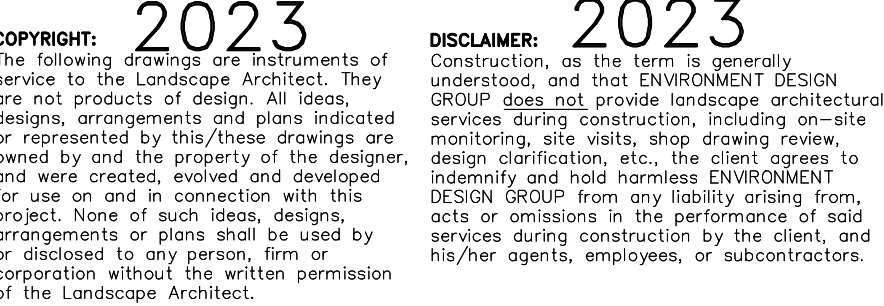 COPYRIGHT: 2023
The following drawings are instruments of
service to the Landscape Architect. They
are not products of design. All ideas,
designs, arrangements and plans indicated
or represented by this/these drawings are
owned by and the property of the designer,
and were created, evolved and developed
for use on and in connection with this
project. None of such ideas, designs,
arrangements or plans shall be used by
or disclosed to any person, firm or
corporation without the written permission
of the Landscape Architect.
DISCLAIMER: 2023
Construction, as the term is generally
understood, and that ENVIRONMENT DESIGN
GROUP does not provide landscape architectural
services during construction, including on-site
monitoring, site visits, shop drawing review,
design clarification, etc., the client agrees to
indemnify and hold harmless ENVIRONMENT
DESIGN GROUP from any liability arising from,
acts or omissions in the performance of said
services during construction by the client, and
his/her agents, employees, or subcontractors.